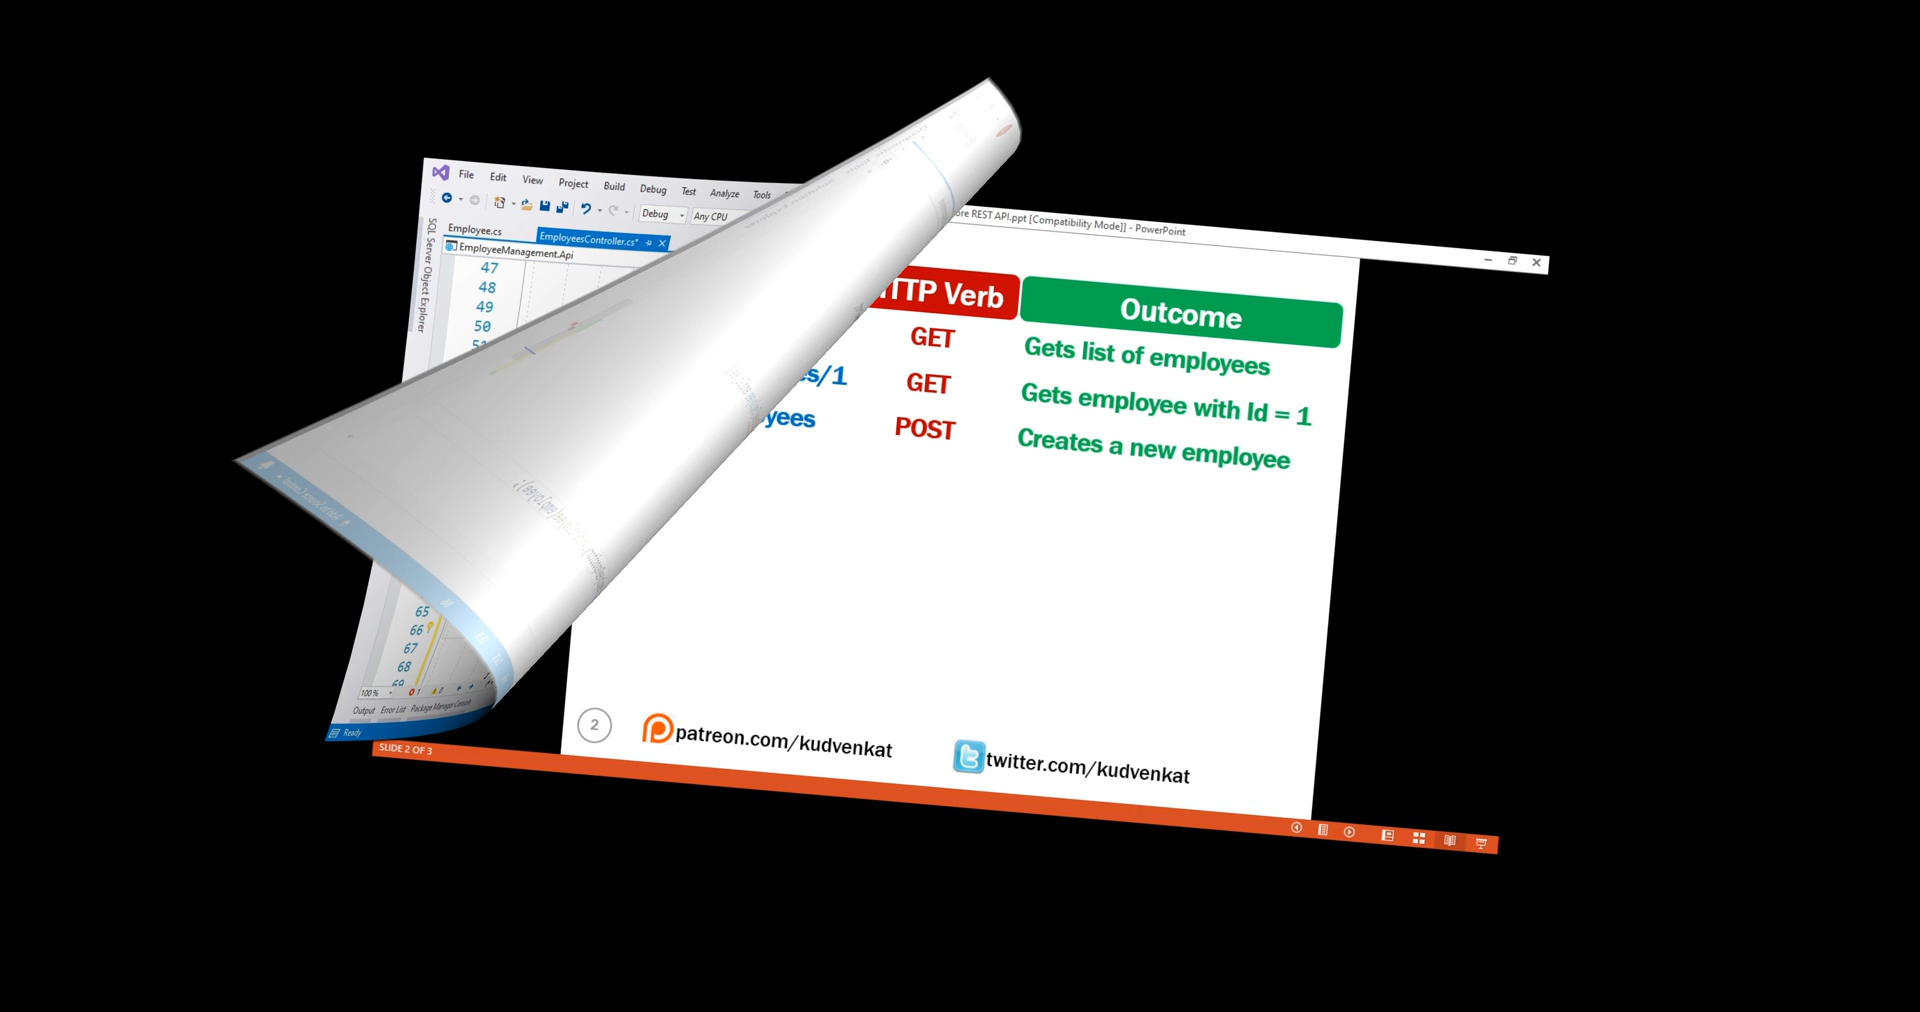 File Edit View Project Build Debug Test Analyze Tools
Debug Any CPU
SQL Server Object Explorer
Employee.cs EmployeesController.cs*
EmployeeManagement.Api
47
48
49
50
65
66
67
68
69
100 % 1 0
Output Error List Package Manager Console
Ready
REST API.ppt [Compatibility Mode]] - PowerPoint
Verb Outcome
GET Gets list of employees
/1 GET Gets employee with Id = 1
POST Creates a new employee
2 patreon.com/kudvenkat twitter.com/kudvenkat
SLIDE 2 OF 3